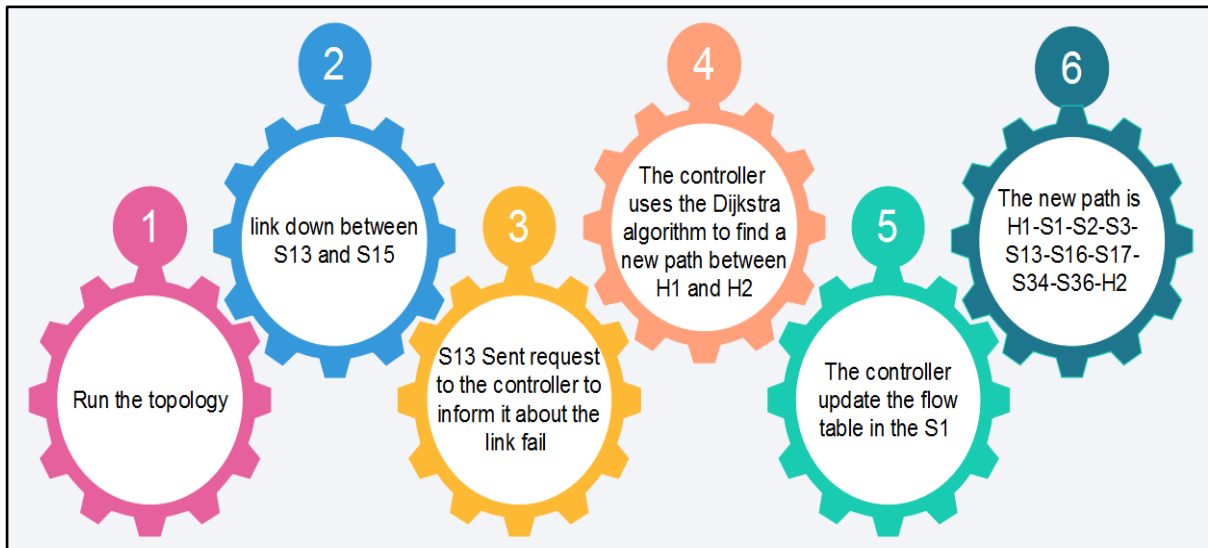 1
Run the topology
2
link down between
S13 and S15
3
S13 Sent request
to the controller to
inform it about the
link fail
4
The controller
uses the Dijkstra
algorithm to find a
new path between
H1 and H2
5
The controller
update the flow
table in the S1
6
The new path is
H1-S1-S2-S3-
S13-S16-S17-
S34-S36-H2